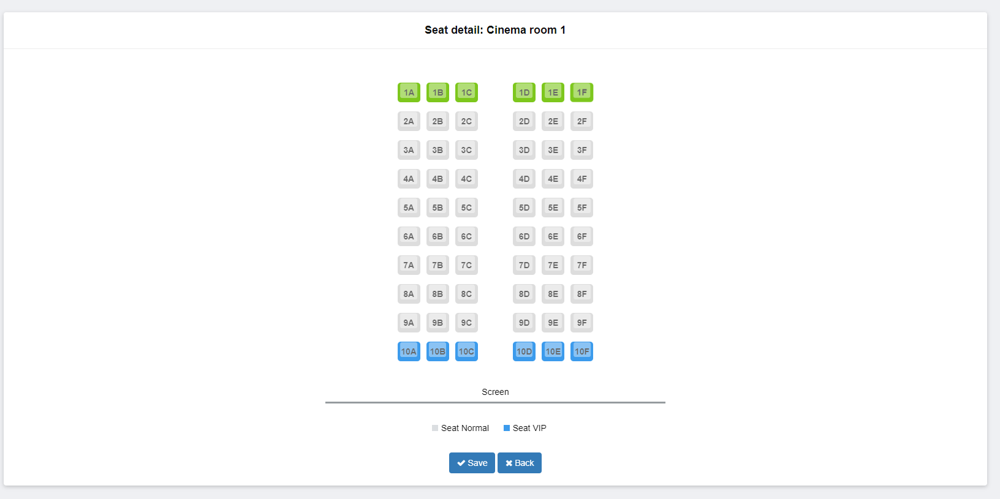 Seat detail: Cinema room 1
1A 1B 1C 1D 1E 1F
2A 2B 2C 2D 2E 2F
3A 3B 3C 3D 3E 3F
4A 4B 4C 4D 4E 4F
5A 5B 5C 5D 5E 5F
6A 6B 6C 6D 6E 6F
7A 7B 7C 7D 7E 7F
8A 8B 8C 8D 8E 8F
9A 9B 9C 9D 9E 9F
10A 10B 10C 10D 10E 10F
Screen
Seat Normal Seat VIP
Save Back